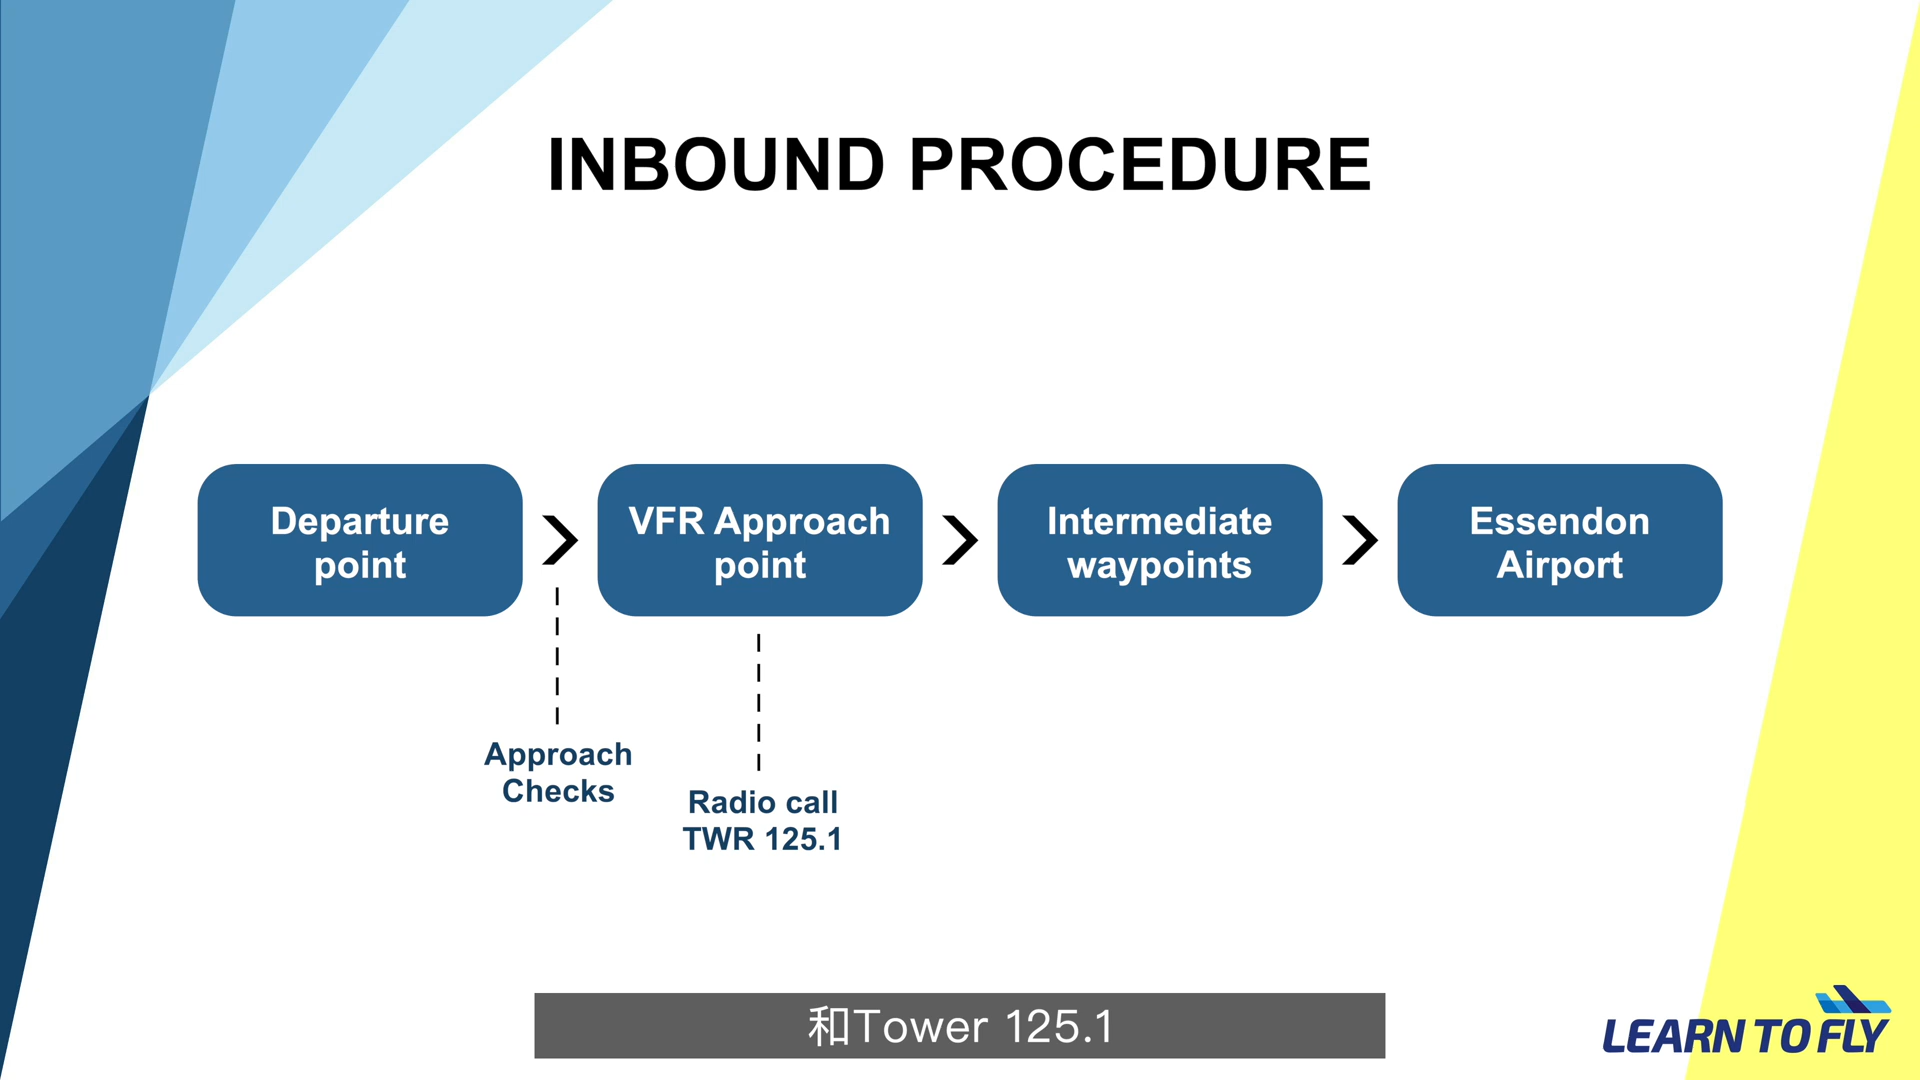 INBOUND PROCEDURE
Departure
point
VFR Approach
point
Intermediate
waypoints
Essendon
Airport
Approach
Checks
Radio call
TWR 125.1
和Tower 125.1
LEARN TO FLY